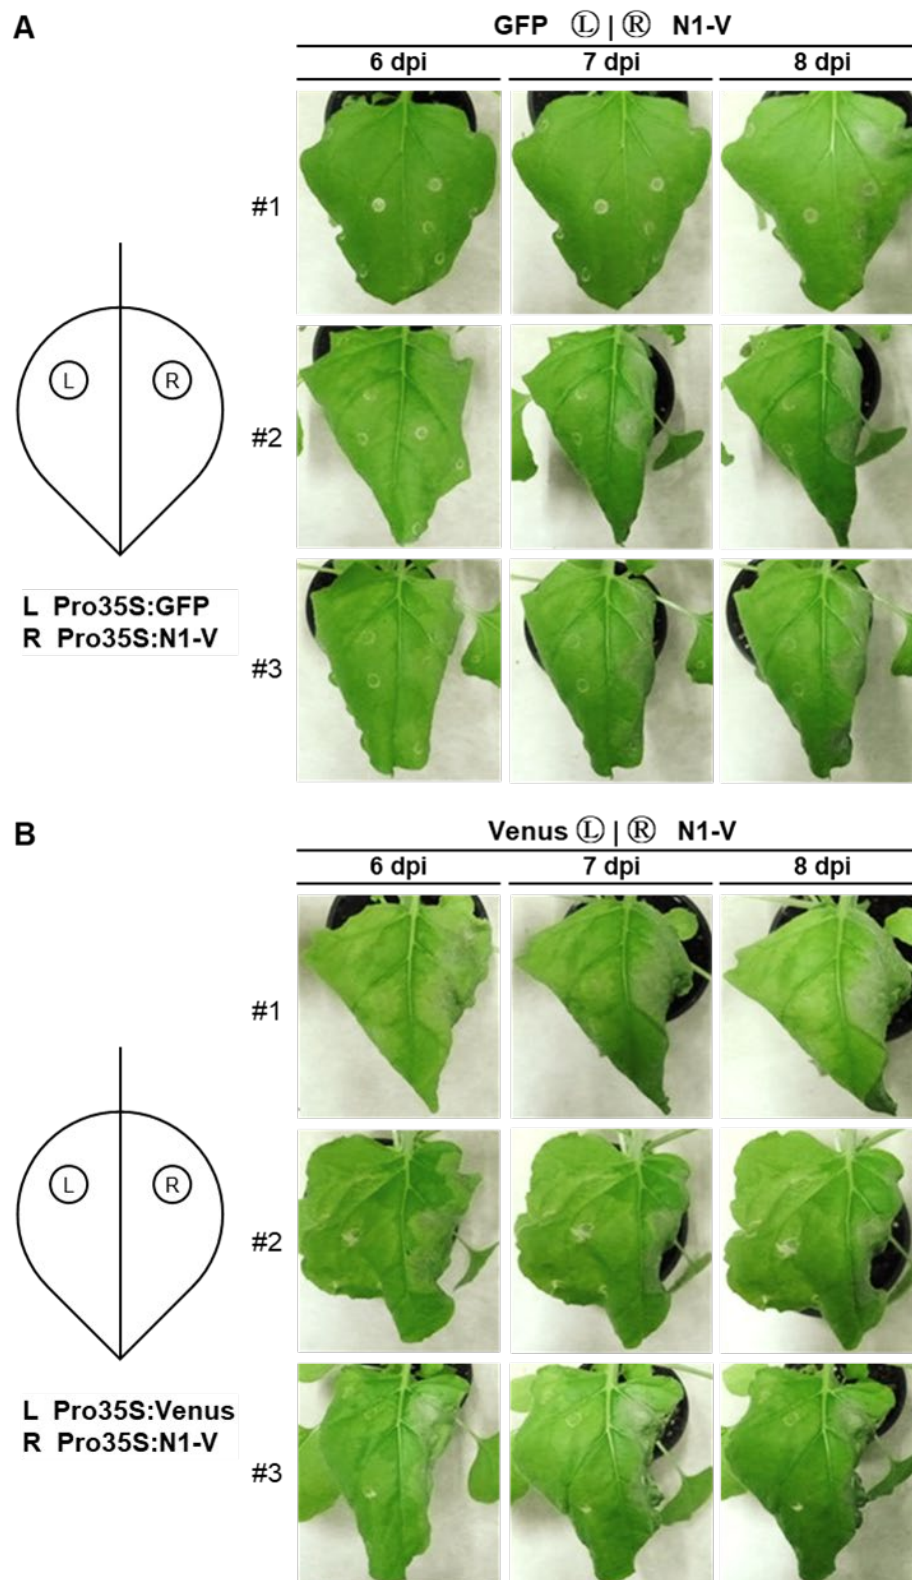 A
GFP Ⓛ | Ⓡ N1-V
6 dpi 7 dpi 8 dpi
#1
L R
#2
L Pro35S:GFP
R Pro35S:N1-V
#3
B
Venus Ⓛ | Ⓡ N1-V
6 dpi 7 dpi 8 dpi
#1
L R
#2
L Pro35S:Venus
R Pro35S:N1-V
#3